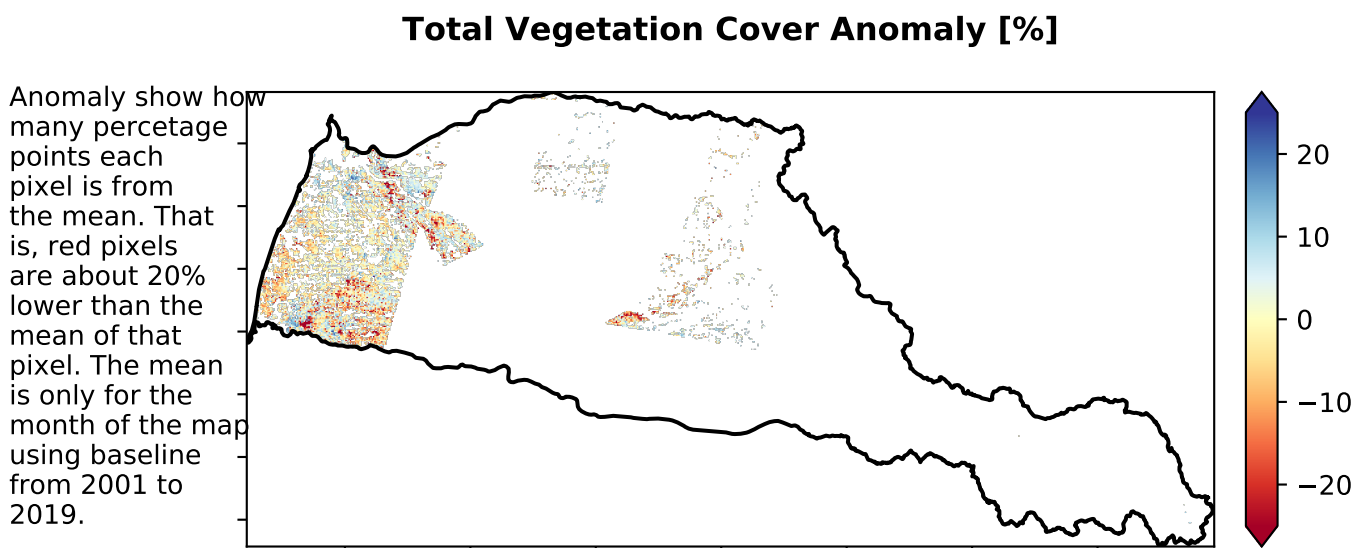 Total Vegetation Cover Anomaly [%]
Anomaly show how
many percetage
points each
pixel is from
the mean. That
is, red pixels
are about 20%
lower than the
mean of that
pixel. The mean
is only for the
month of the map
using baseline
from 2001 to
2019.
20
10
0
−10
−20